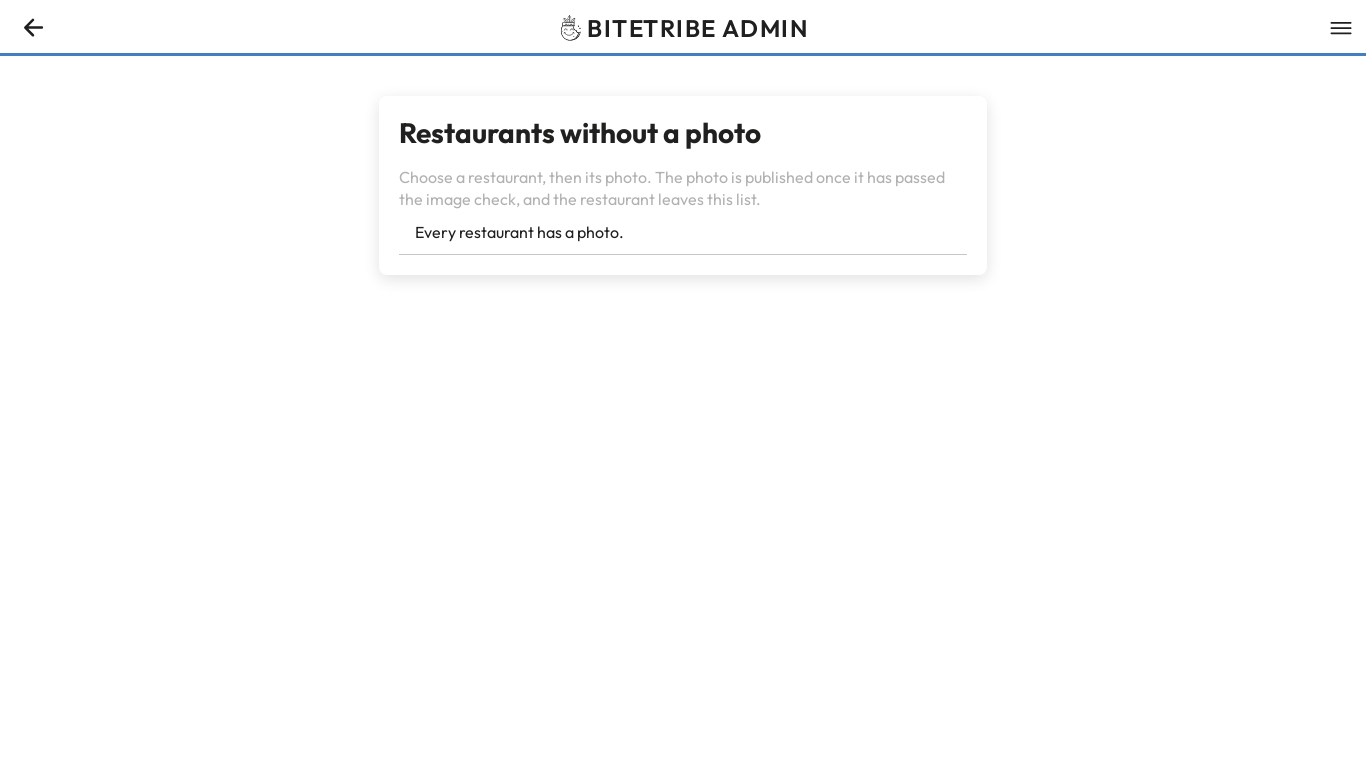 BITETRIBE ADMIN
Restaurants without a photo
Choose a restaurant, then its photo. The photo is published once it has passed
the image check, and the restaurant leaves this list.
Every restaurant has a photo.